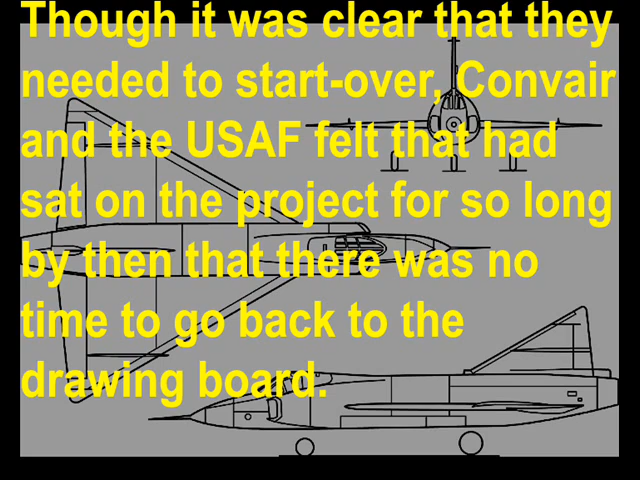 Though it was clear that they
needed to start-over, Convair
and the USAF felt that had
sat on the project for so long
by then that there was no
time to go back to the
drawing board.